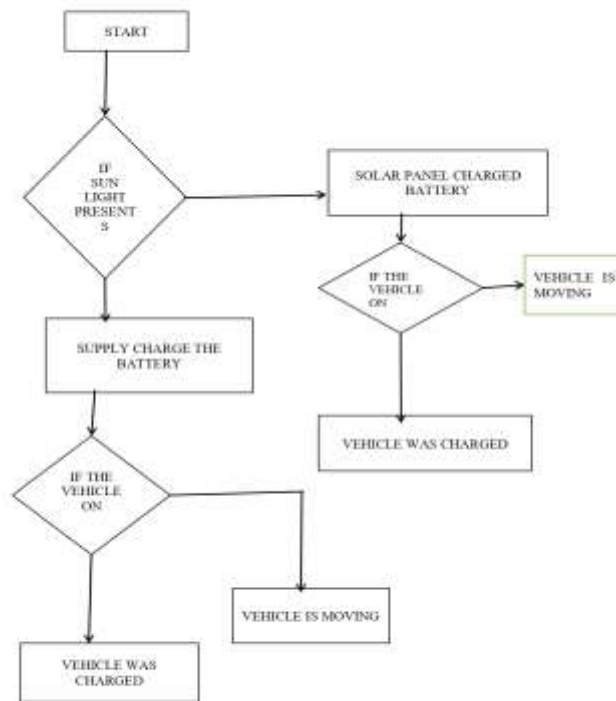 START
IF
SUN
LIGHT
PRESENT
S
SOLAR PANEL CHARGED
BATTERY
IF THE
VEHICLE
ON
VEHICLE IS
MOVING
SUPPLY CHARGE THE
BATTERY
VEHICLE WAS CHARGED
IF THE
VEHICLE
ON
VEHICLE IS MOVING
VEHICLE WAS
CHARGED